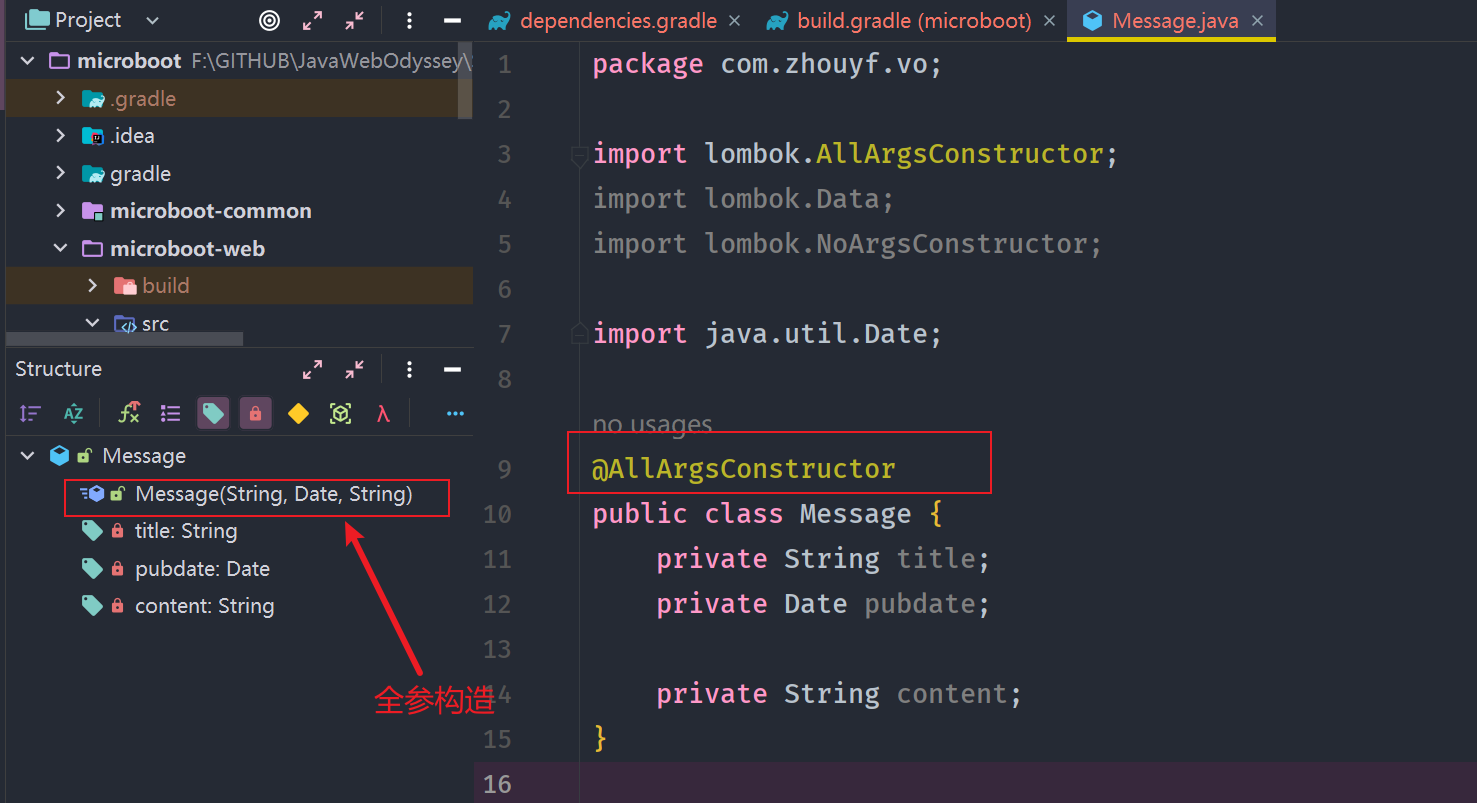 Project
microboot F:\GITHUB\JavaWebOdyssey\
.gradle
.idea
gradle
microboot-common
microboot-web
build
src
Structure
Message
Message(String, Date, String)
title: String
pubdate: Date
content: String
全参构造
dependencies.gradle
build.gradle (microboot)
Message.java
1 package com.zhouyf.vo;
2
3 import lombok.AllArgsConstructor;
4 import lombok.Data;
5 import lombok.NoArgsConstructor;
6
7 import java.util.Date;
8
no usages
9 @AllArgsConstructor
10 public class Message {
11 private String title;
12 private Date pubdate;
13
14 private String content;
15 }
16